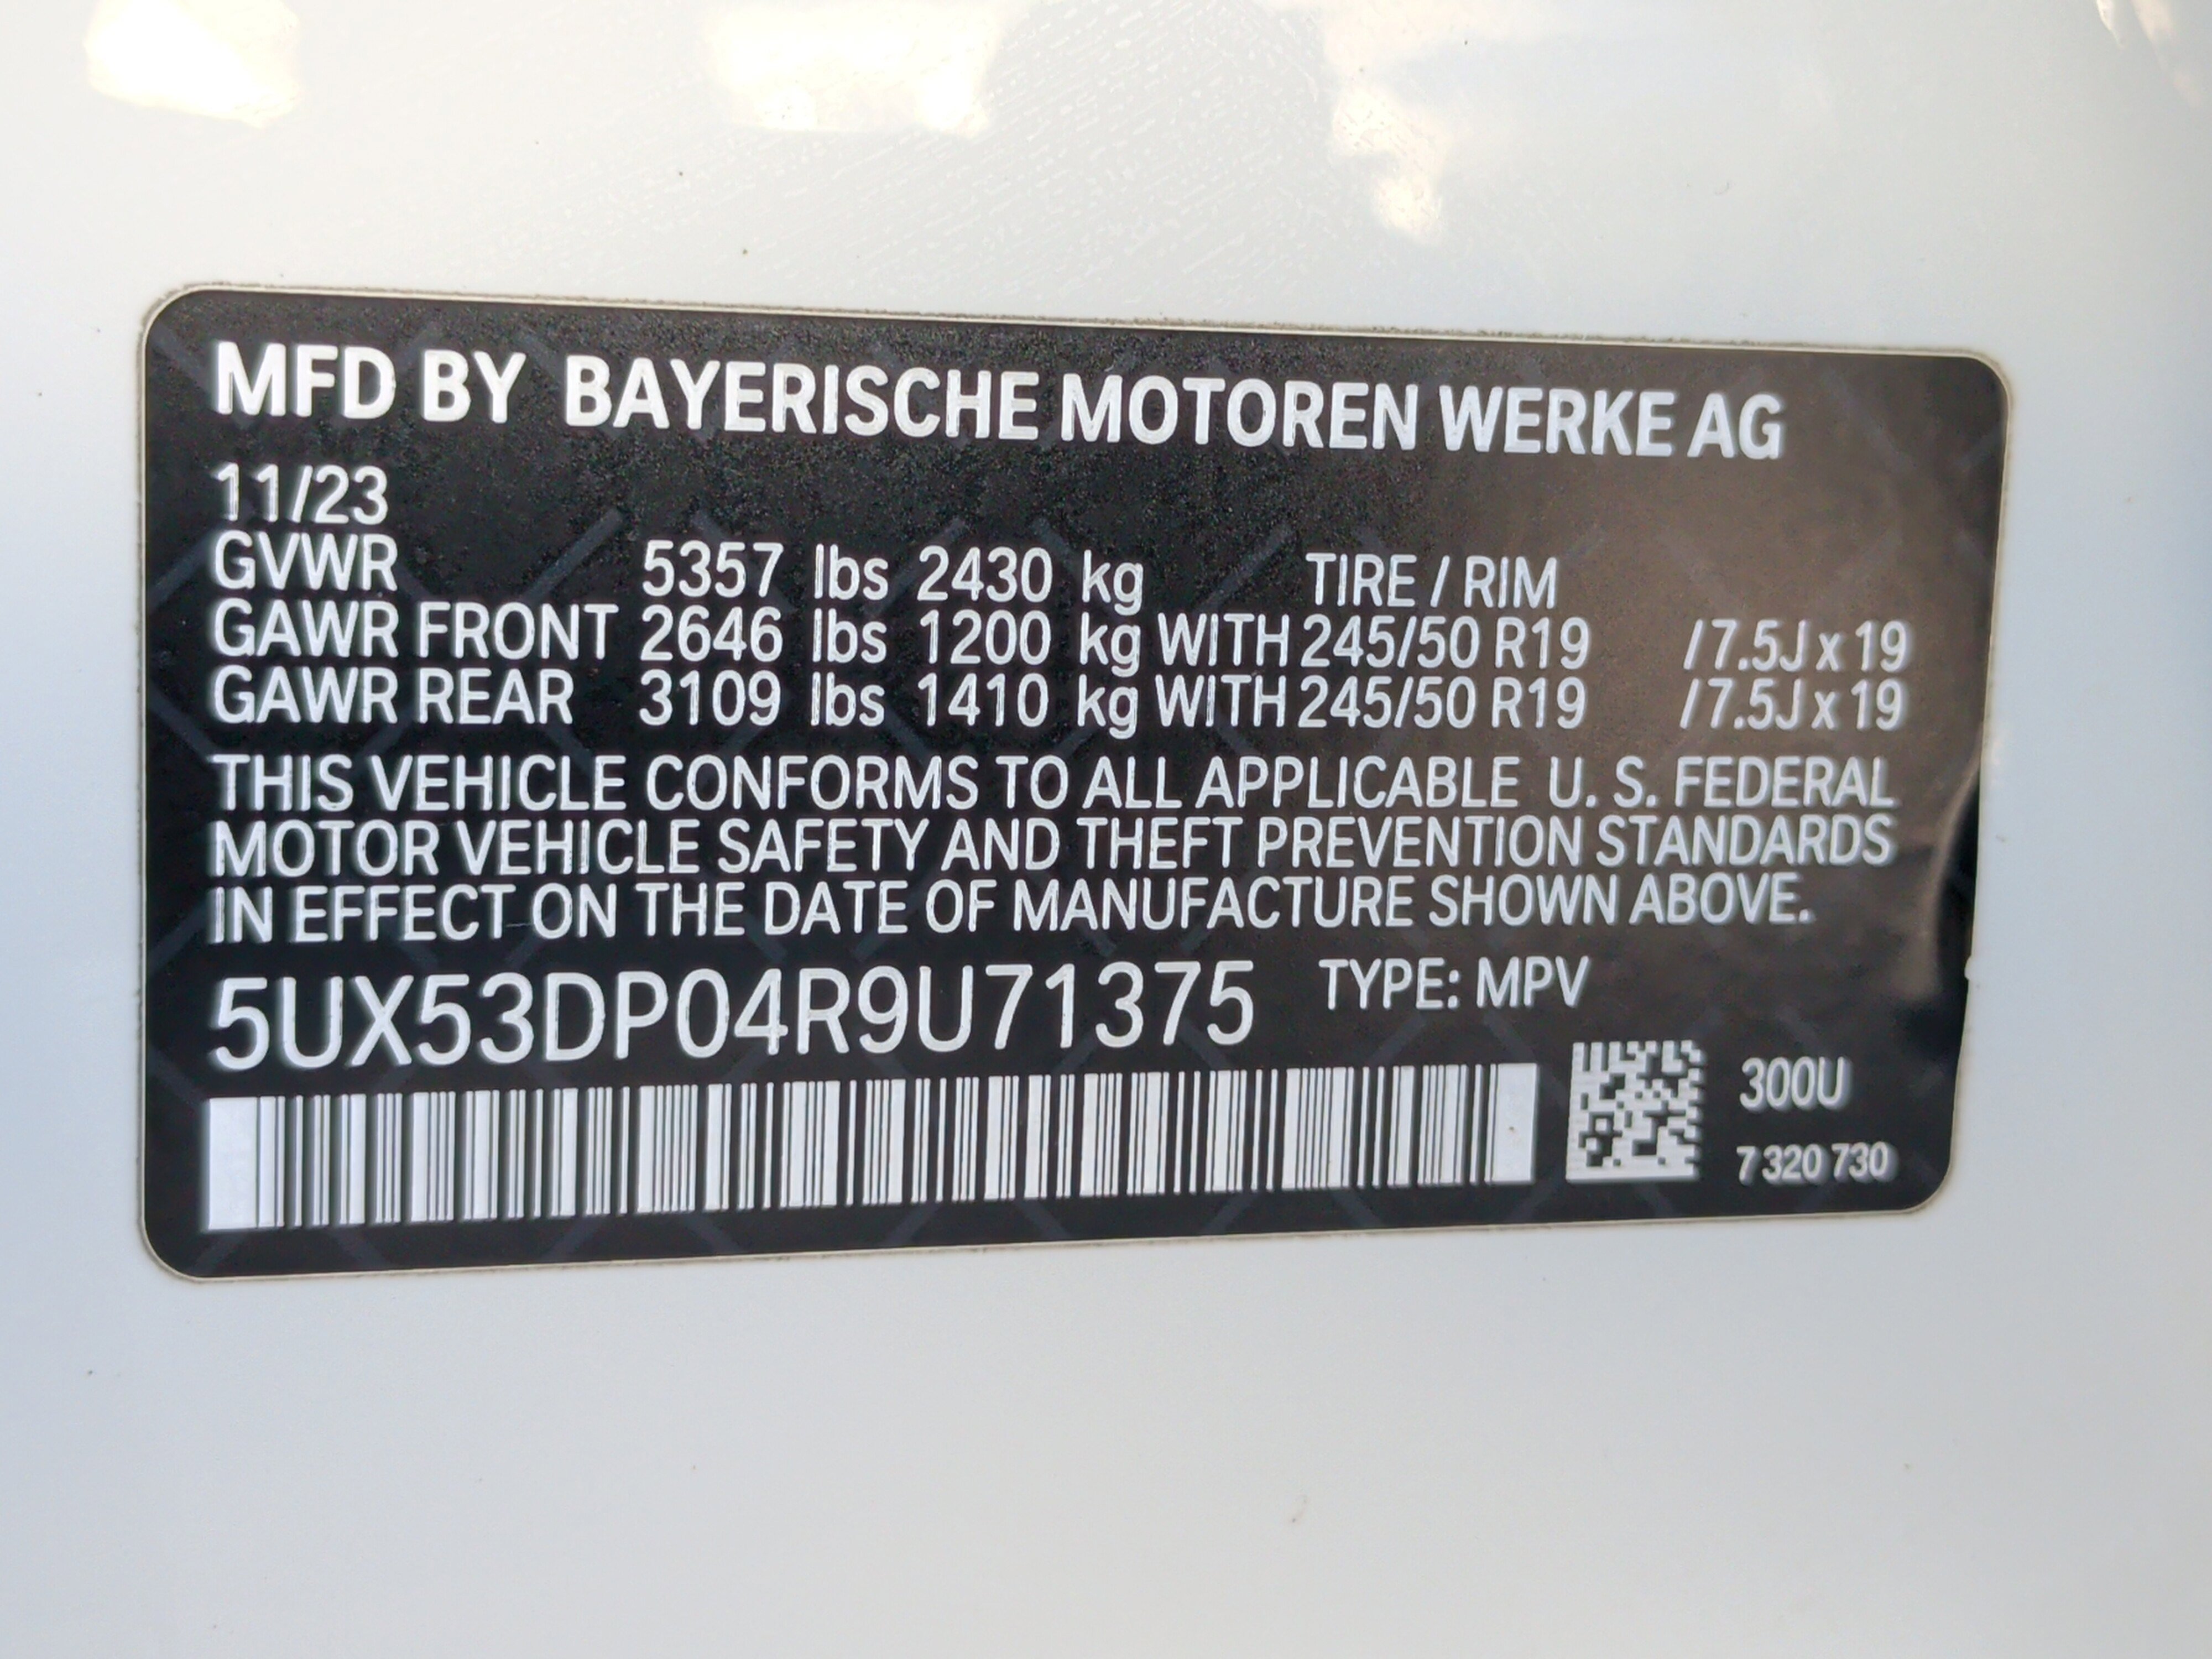 MFD BY BAYERISCHE MOTOREN WERKE AG
11/23
GVWR 5357 lbs 2430 kg TIRE / RIM
GAWR FRONT 2646 lbs 1200 kg WITH 245/50 R19 / 7.5J x 19
GAWR REAR 3109 lbs 1410 kg WITH 245/50 R19 / 7.5J x 19
THIS VEHICLE CONFORMS TO ALL APPLICABLE U. S. FEDERAL
MOTOR VEHICLE SAFETY AND THEFT PREVENTION STANDARDS
IN EFFECT ON THE DATE OF MANUFACTURE SHOWN ABOVE.
5UX53DP04R9U71375 TYPE: MPV
300U
7 320 730